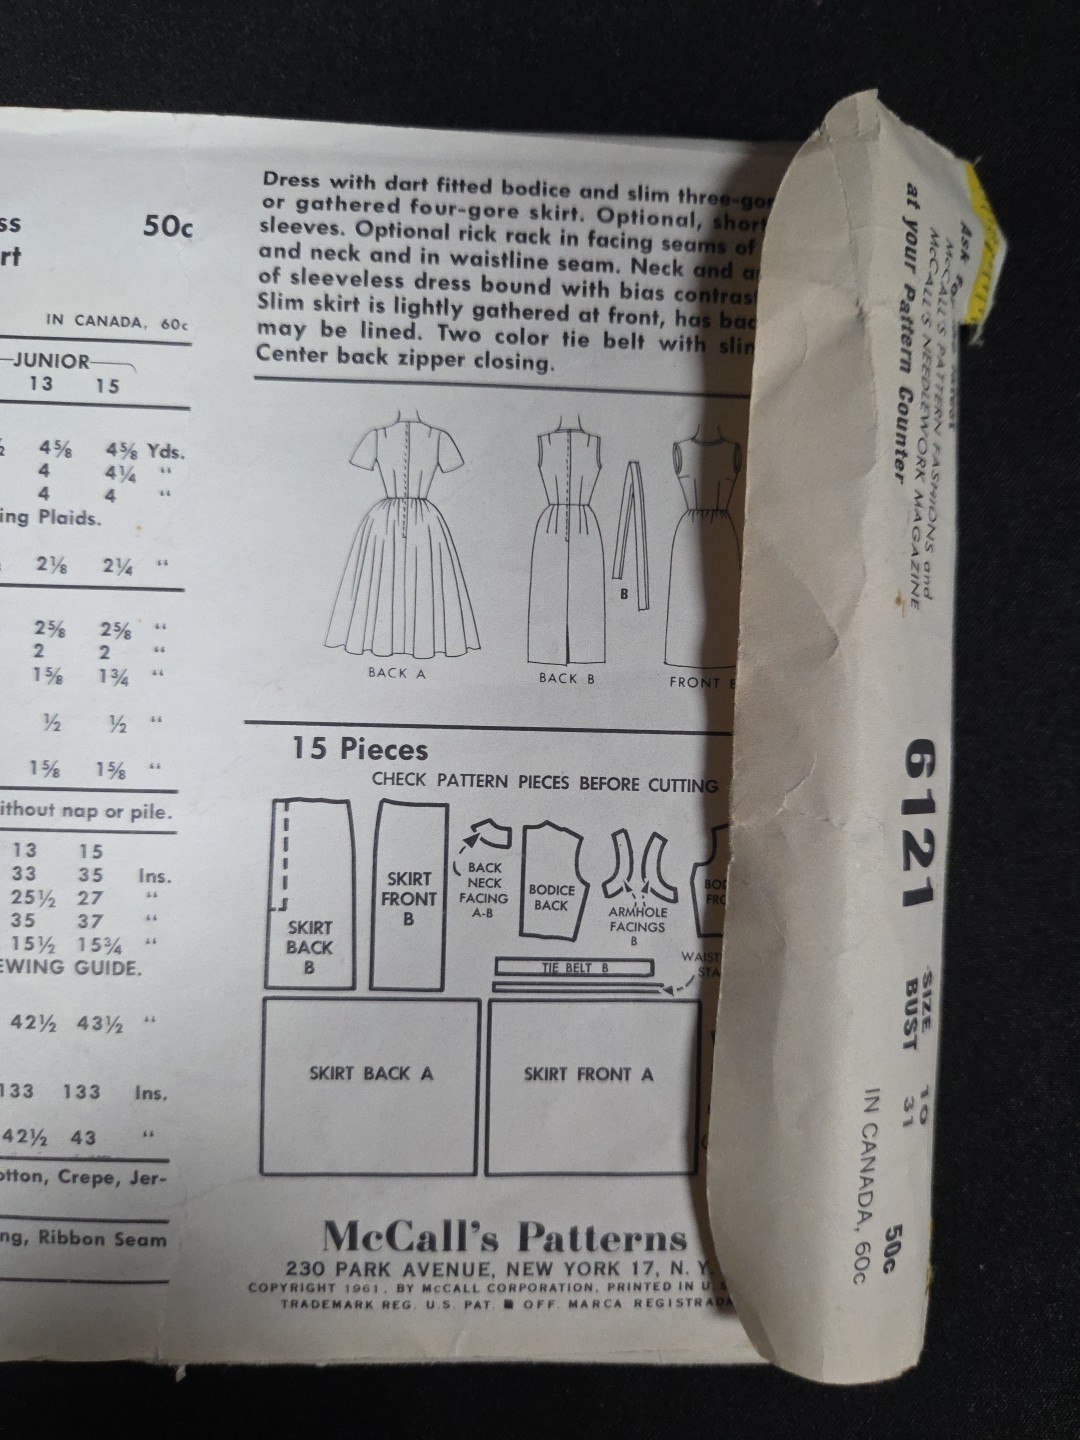 ss 50c
rt
IN CANADA, 60c
JUNIOR
13 15
4⅝ 4⅝ Yds.
4 4¼ "
4 4 "
ing Plaids.
2⅛ 2¼ "
2⅝ 2⅝ "
2 2 "
1⅝ 1¾ "
½ ½ "
1⅝ 1⅝ "
ithout nap or pile.
13 15
33 35 Ins.
25½ 27 "
35 37 "
15½ 15¾ "
EWING GUIDE.
42½ 43½ "
133 133 Ins.
42½ 43 "
otton, Crepe, Jer-
ng, Ribbon Seam
Dress with dart fitted bodice and slim three-gor
or gathered four-gore skirt. Optional, short
sleeves. Optional rick rack in facing seams of
and neck and in waistline seam. Neck and a
of sleeveless dress bound with bias contras
Slim skirt is lightly gathered at front, has bac
may be lined. Two color tie belt with slim
Center back zipper closing.
B
BACK A BACK B FRONT B
15 Pieces
CHECK PATTERN PIECES BEFORE CUTTING
SKIRT
BACK
B
SKIRT
FRONT
B
BACK
NECK
FACING
A-B
BODICE
BACK
ARMHOLE
FACINGS
B
BOD
FRO
TIE BELT B
WAIST
STA
SKIRT BACK A
SKIRT FRONT A
McCall's Patterns
230 PARK AVENUE, NEW YORK 17, N. Y.
COPYRIGHT 1961, BY McCALL CORPORATION, PRINTED IN U.S
TRADEMARK REG. U.S. PAT. ■ OFF. MARCA REGISTRADA
McCALL'S PATTERN FASHIONS and
McCALL'S NEEDLEWORK MAGAZINE
at your Pattern Counter
6121
SIZE 10
BUST 31
50c
IN CANADA, 60c